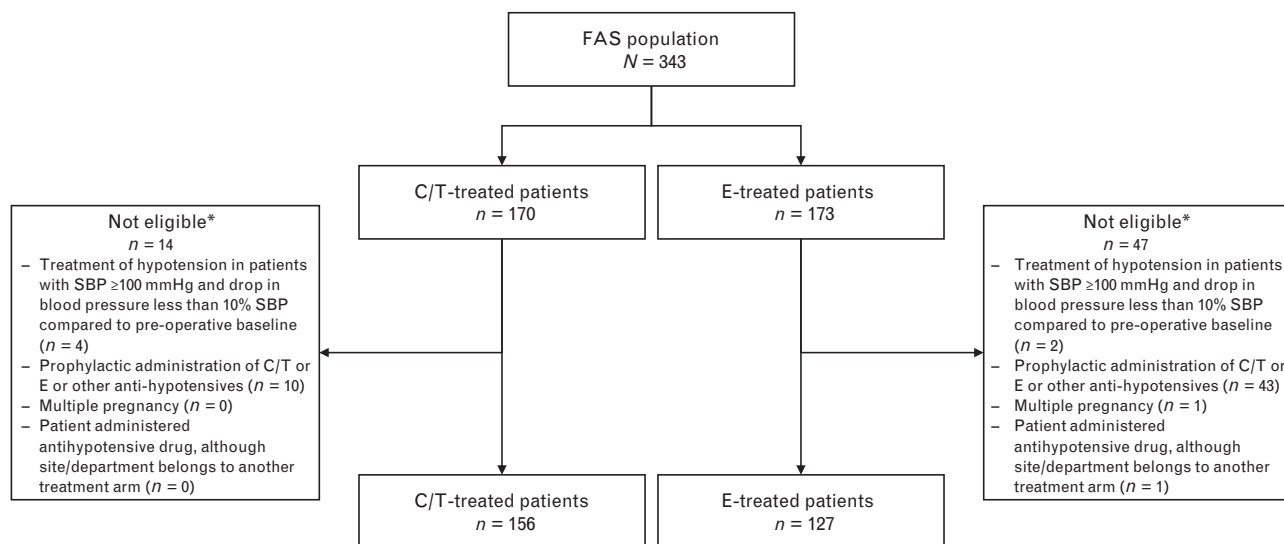 FAS population
N = 343
C/T-treated patients
n = 170
E-treated patients
n = 173
Not eligible*
n = 14
– Treatment of hypotension in patients
with SBP ≥100 mmHg and drop in
blood pressure less than 10% SBP
compared to pre-operative baseline
(n = 4)
– Prophylactic administration of C/T or
E or other anti-hypotensives (n = 10)
– Multiple pregnancy (n = 0)
– Patient administered
antihypotensive drug, although
site/department belongs to another
treatment arm (n = 0)
Not eligible*
n = 47
– Treatment of hypotension in patients
with SBP ≥100 mmHg and drop in
blood pressure less than 10% SBP
compared to pre-operative baseline
(n = 2)
– Prophylactic administration of C/T or
E or other anti-hypotensives (n = 43)
– Multiple pregnancy (n = 1)
– Patient administered
antihypotensive drug, although
site/department belongs to another
treatment arm (n = 1)
C/T-treated patients
n = 156
E-treated patients
n = 127